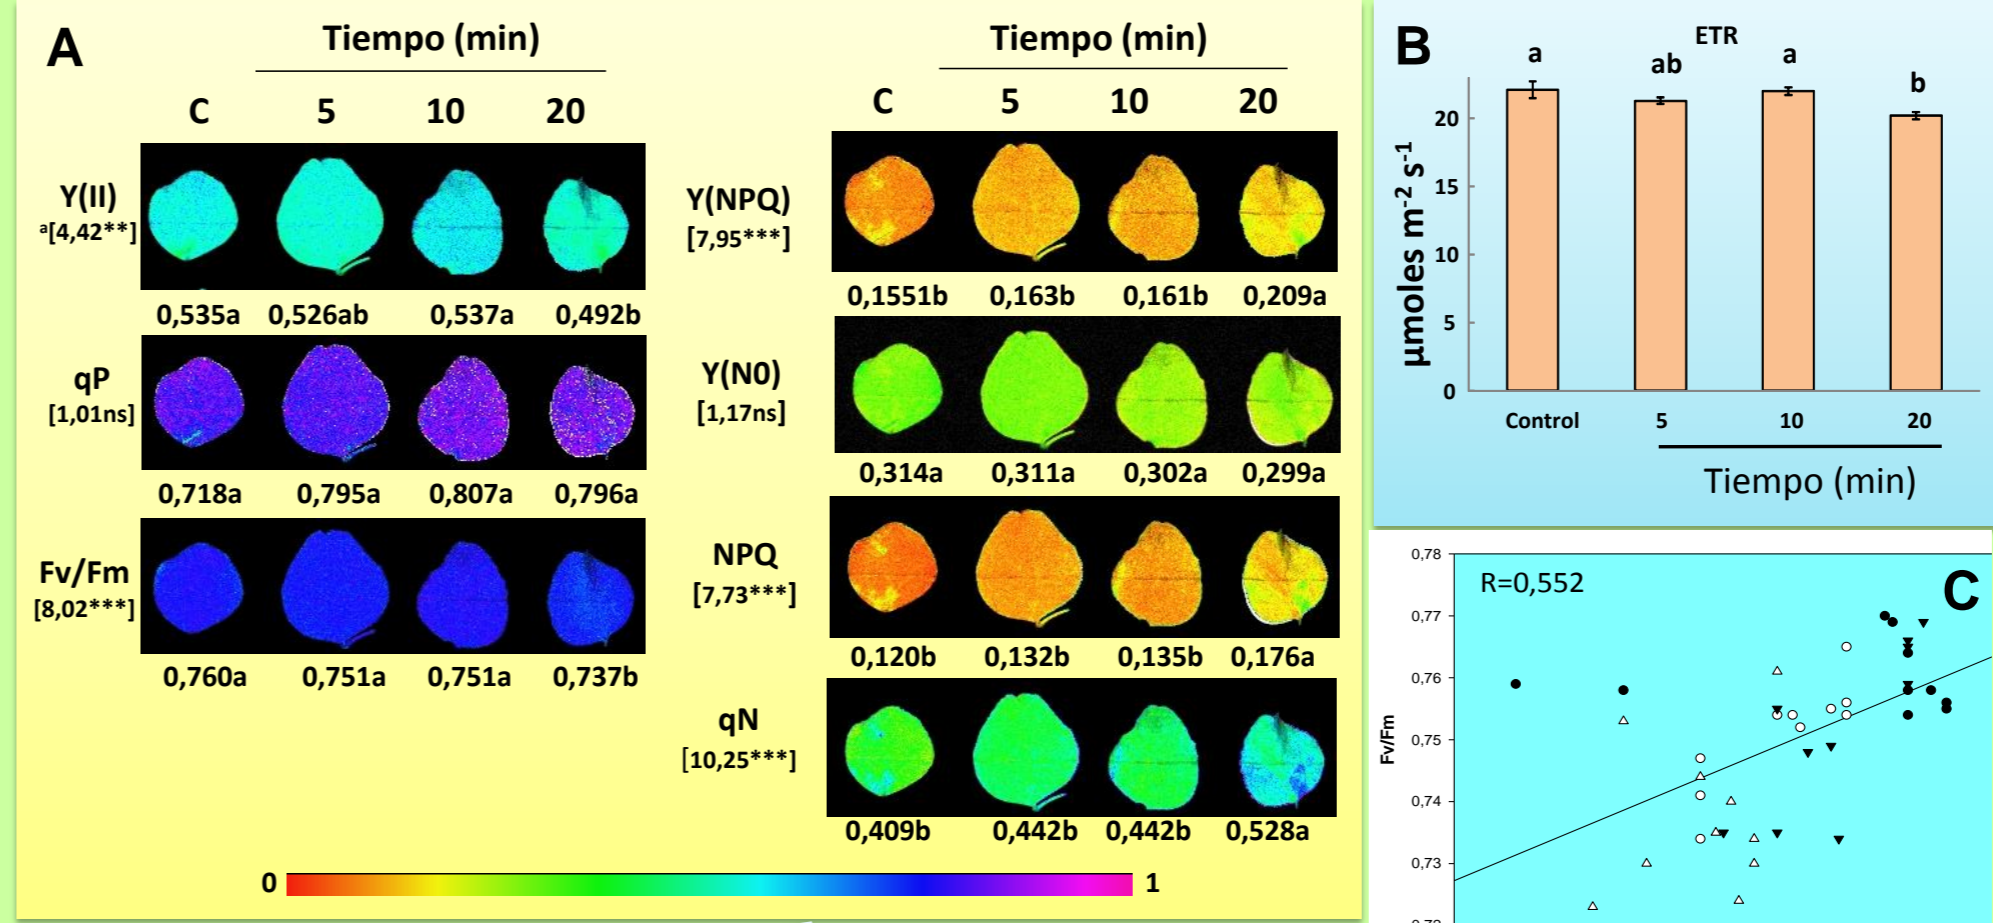 A
Tiempo (min)
C 5 10 20
Y(II)
ª[4,42**]
0,535a 0,526ab 0,537a 0,492b
qP
[1,01ns]
0,718a 0,795a 0,807a 0,796a
Fv/Fm
[8,02***]
0,760a 0,751a 0,751a 0,737b
Tiempo (min)
C 5 10 20
Y(NPQ)
[7,95***]
0,1551b 0,163b 0,161b 0,209a
Y(N0)
[1,17ns]
0,314a 0,311a 0,302a 0,299a
NPQ
[7,73***]
0,120b 0,132b 0,135b 0,176a
qN
[10,25***]
0,409b 0,442b 0,442b 0,528a
0 1
B
ETR
a ab a b
µmoles m⁻² s⁻¹
20
15
10
5
0
Control 5 10 20
Tiempo (min)
C
R=0,552
Fv/Fm
0,78
0,77
0,76
0,75
0,74
0,73